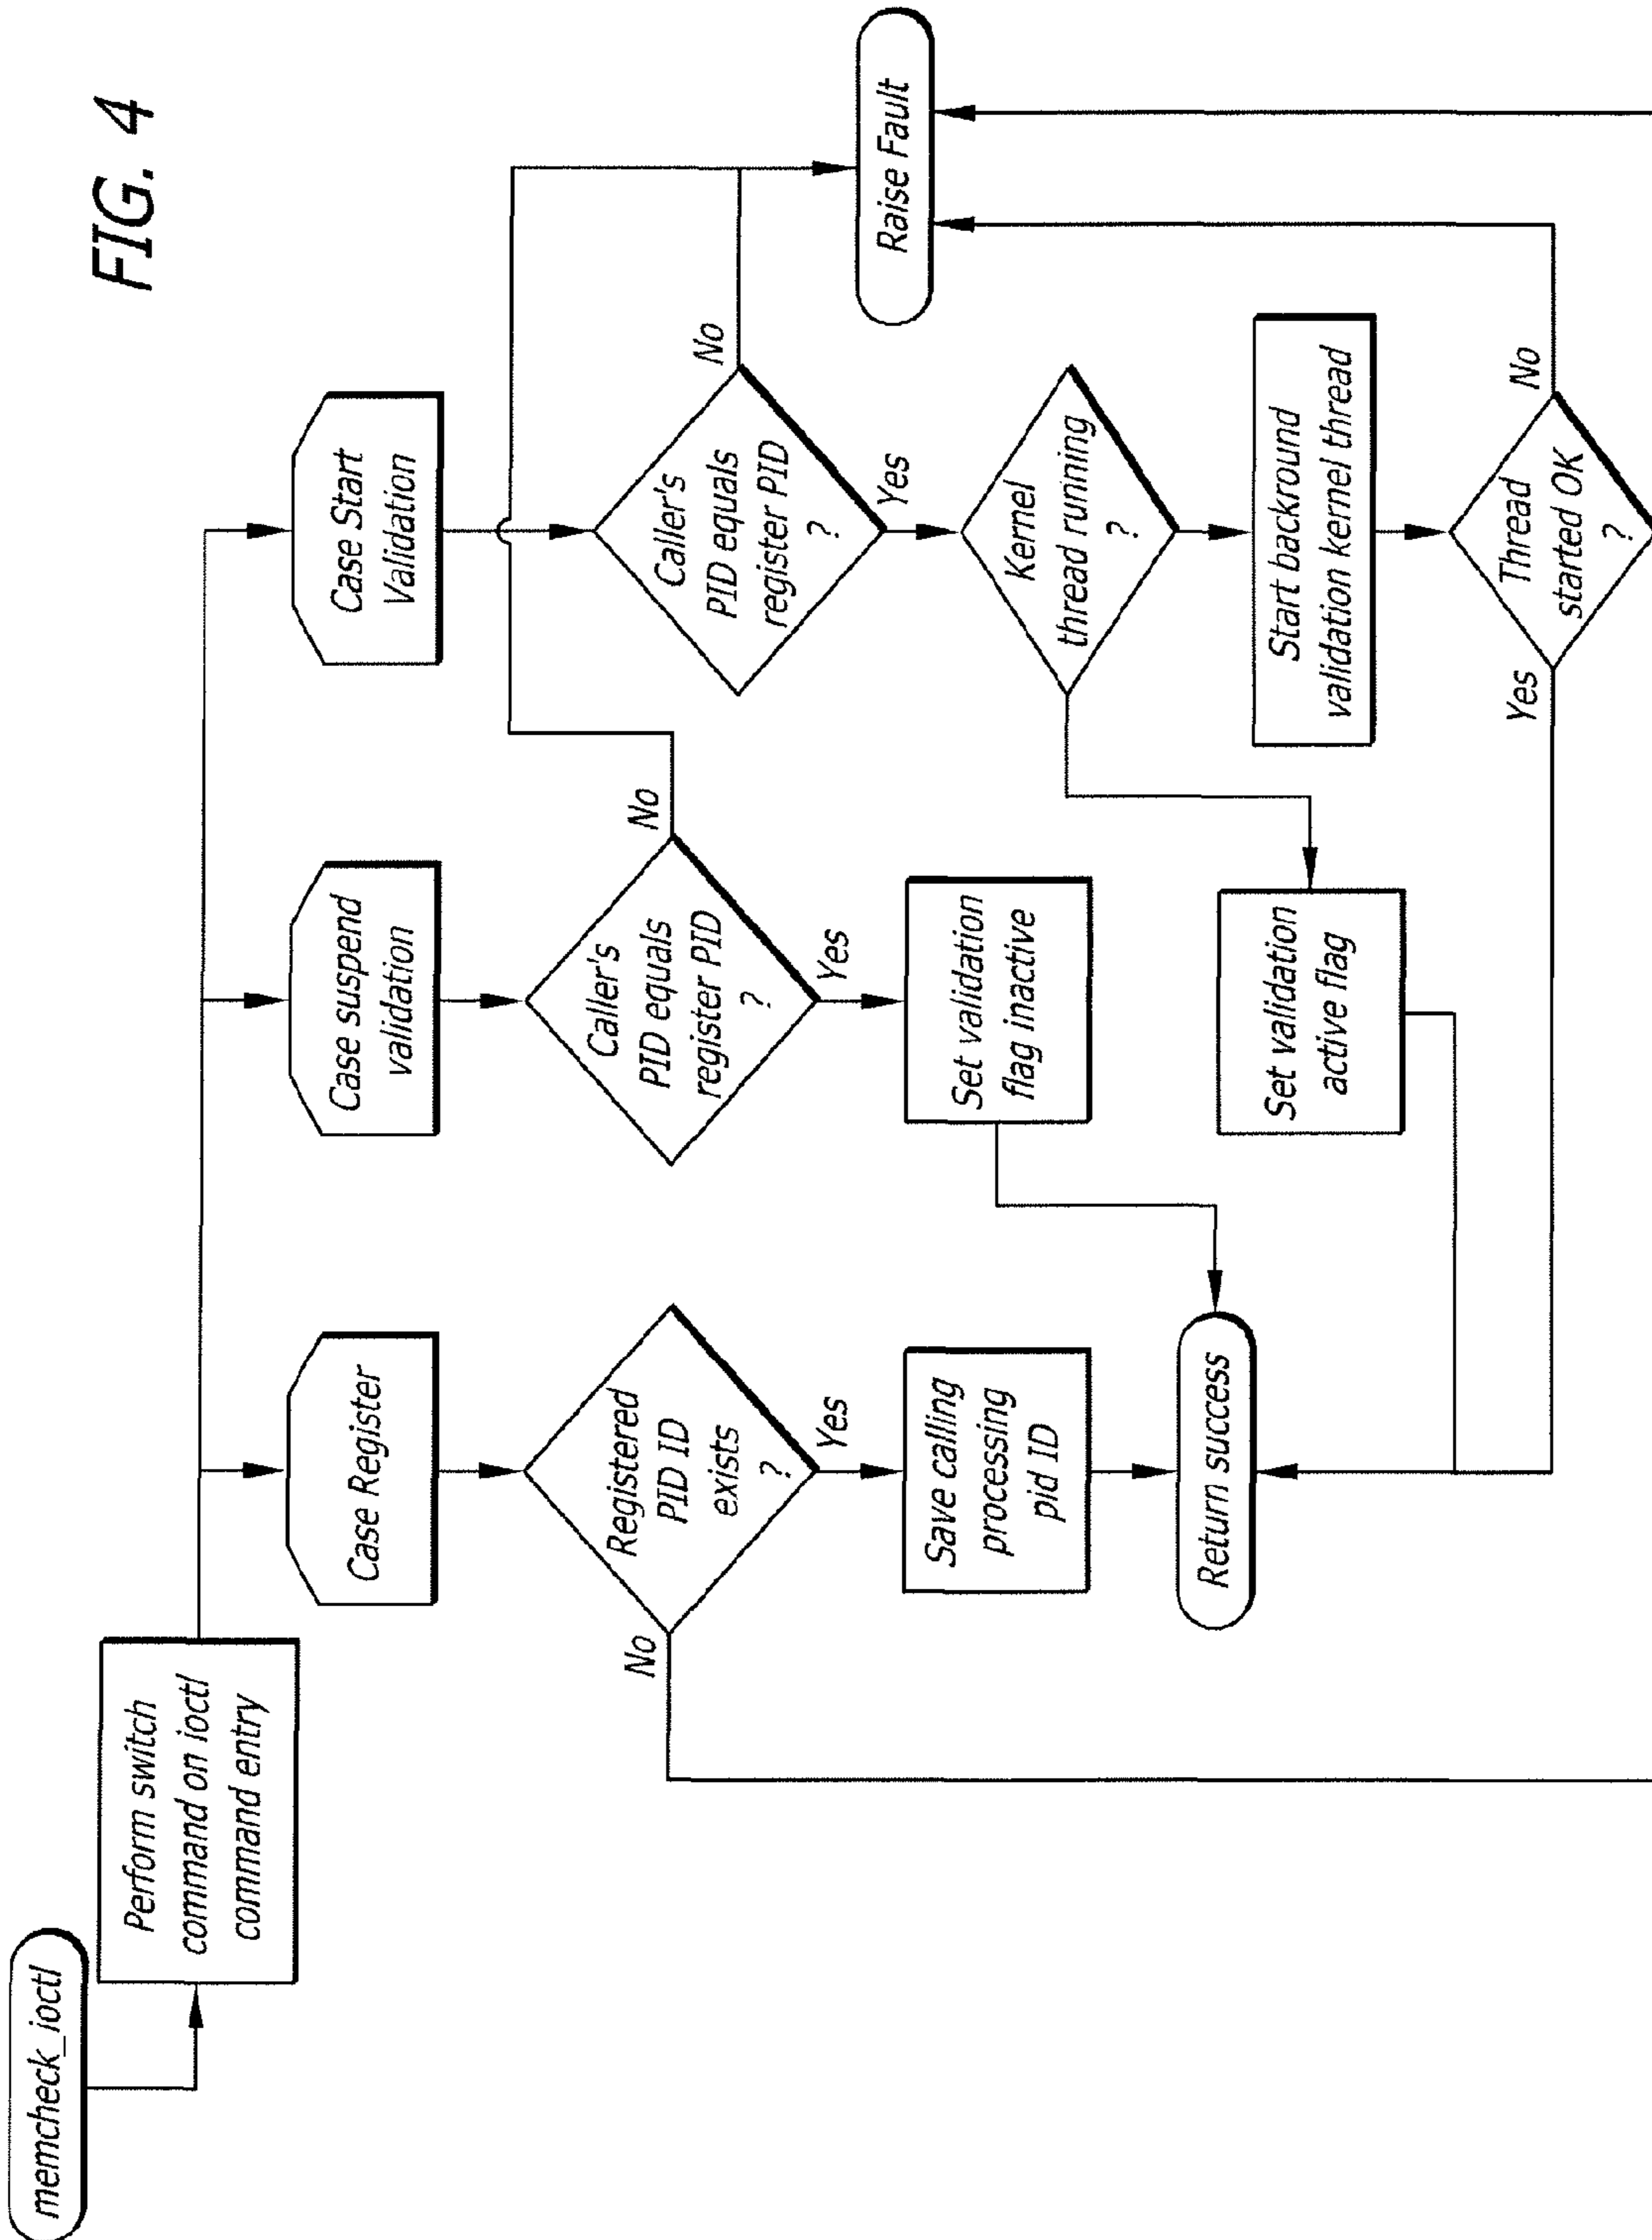 FIG. 4
memcheck_ioctl
Perform switch
command on ioctl
command entry
Case Register
Case suspend
validation
Case Start
Validation
Registered
PID ID
exists
?
No
Yes
Caller's
PID equals
register PID
?
No
Yes
Caller's
PID equals
register PID
?
No
Yes
Save calling
processing
pid ID
Set validation
flag inactive
Kernel
thread running
?
Raise Fault
Return success
Set validation
active flag
Start backround
validation kernel thread
Thread
started OK
?
Yes
No